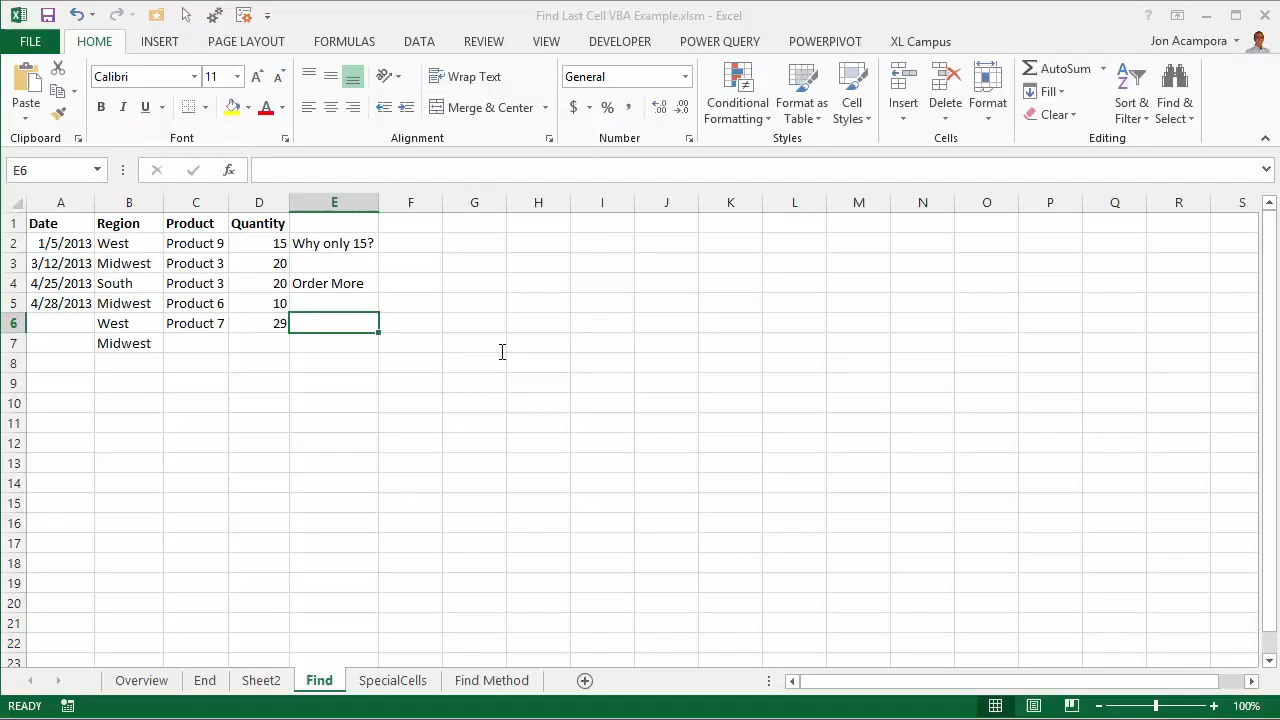 Find Last Cell VBA Example.xlsm - Excel
FILE HOME INSERT PAGE LAYOUT FORMULAS DATA REVIEW VIEW DEVELOPER POWERQUERY POWERPIVOT XL Campus Jon Acampora
Paste
Calibri 11
B I U
Wrap Text
Merge & Center
General
$ % ,
Conditional Formatting
Format as Table
Cell Styles
Insert Delete Format
AutoSum
Fill
Clear
Sort & Filter
Find & Select
Clipboard Font Alignment Number Styles Cells Editing
E6 fx
A B C D E F G H I J K L M N O P Q R S
1 Date Region Product Quantity
2 1/5/2013 West Product 9 15 Why only 15?
3 3/12/2013 Midwest Product 3 20
4 4/25/2013 South Product 3 20 Order More
5 4/28/2013 Midwest Product 6 10
6 West Product 7 29
7 Midwest
8
9
10
11
12
13
14
15
16
17
18
19
20
21
22
23
Overview End Sheet2 Find SpecialCells Find Method
READY 100%